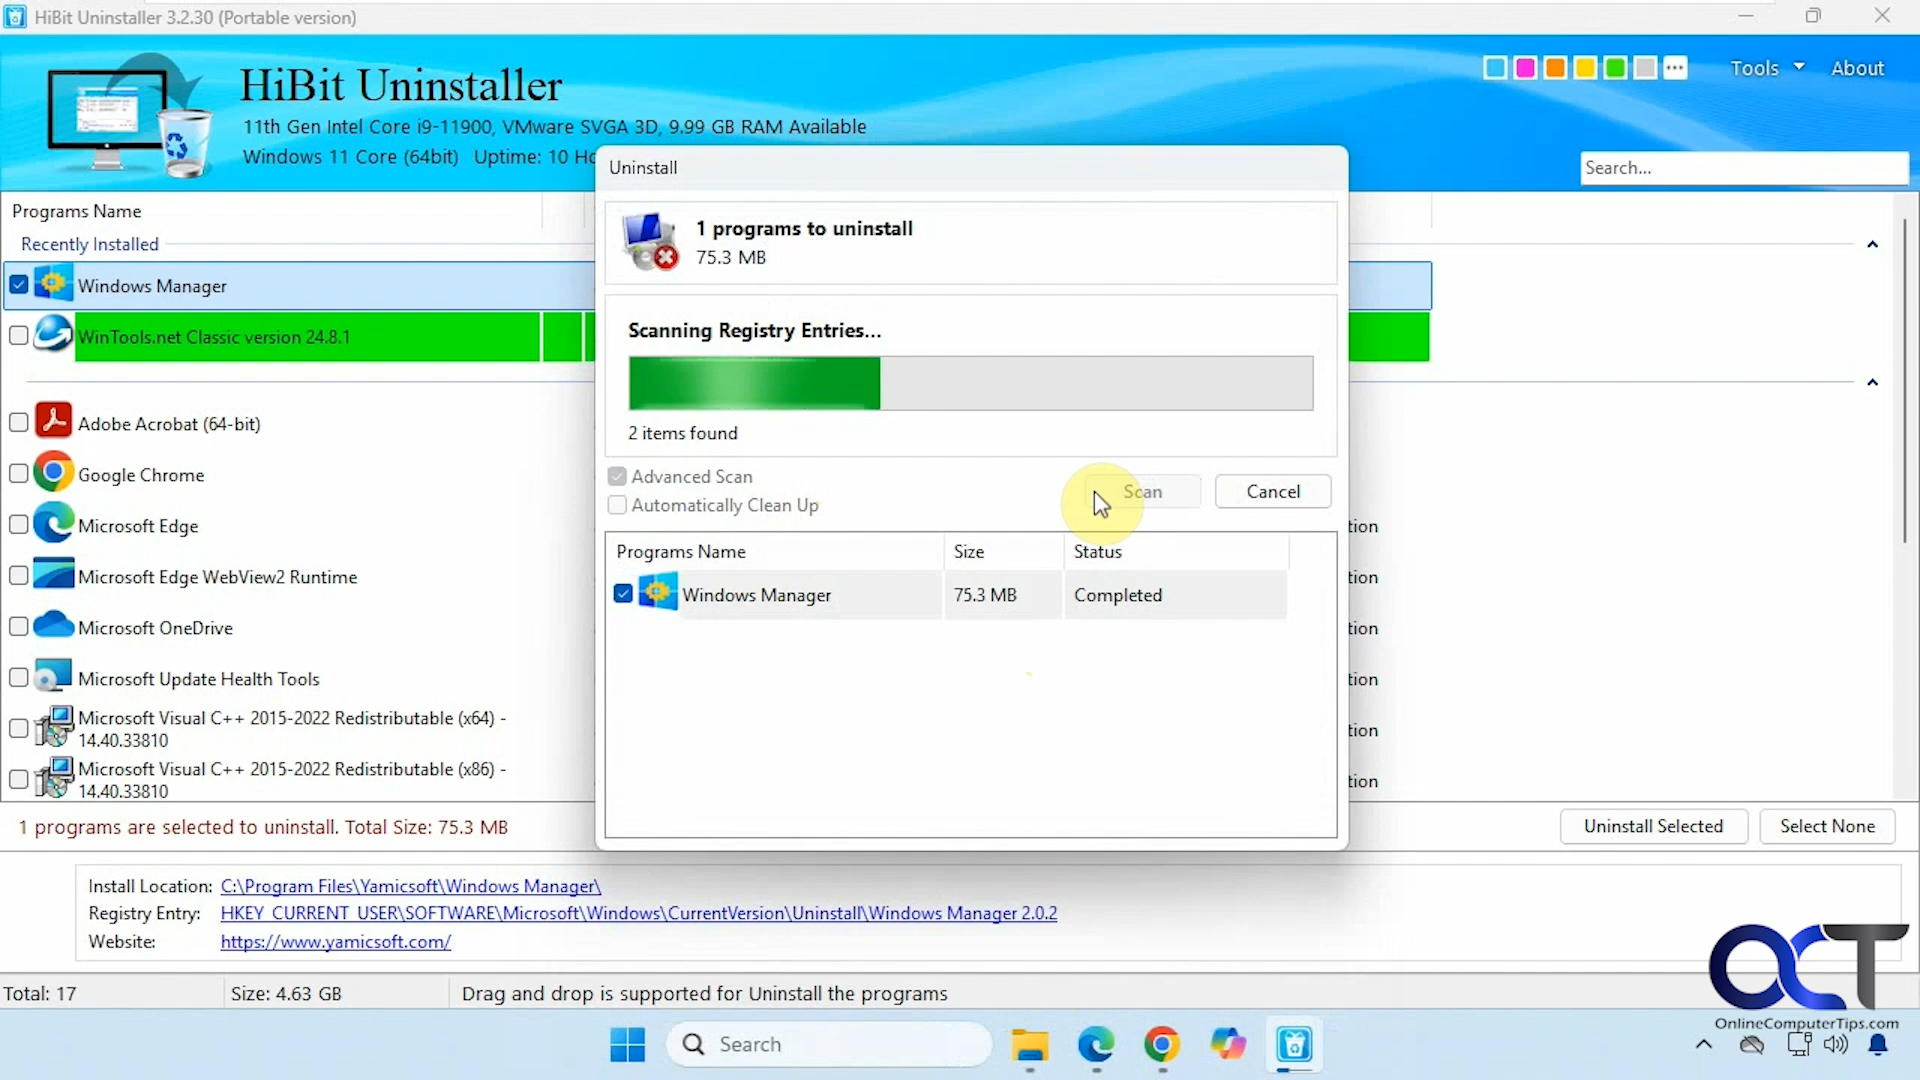 HiBit Uninstaller 3.2.30 (Portable version)
HiBit Uninstaller
11th Gen Intel Core i9-11900, VMware SVGA 3D, 9.99 GB RAM Available
Windows 11 Core (64bit) Uptime: 10 Ho
Tools
About
Search...
Programs Name
Recently Installed
Windows Manager
WinTools.net Classic version 24.8.1
Adobe Acrobat (64-bit)
Google Chrome
Microsoft Edge
tion
Microsoft Edge WebView2 Runtime
tion
Microsoft OneDrive
tion
Microsoft Update Health Tools
tion
Microsoft Visual C++ 2015-2022 Redistributable (x64) -
14.40.33810
tion
Microsoft Visual C++ 2015-2022 Redistributable (x86) -
14.40.33810
tion
Uninstall
1 programs to uninstall
75.3 MB
Scanning Registry Entries...
2 items found
Advanced Scan
Automatically Clean Up
Scan
Cancel
Programs Name Size Status
Windows Manager 75.3 MB Completed
1 programs are selected to uninstall. Total Size: 75.3 MB
Uninstall Selected
Select None
Install Location: C:\Program Files\Yamicsoft\Windows Manager\
Registry Entry: HKEY_CURRENT_USER\SOFTWARE\Microsoft\Windows\CurrentVersion\Uninstall\Windows Manager 2.0.2
Website: https://www.yamicsoft.com/
Total: 17
Size: 4.63 GB
Drag and drop is supported for Uninstall the programs
OCT
OnlineComputerTips.com
Search